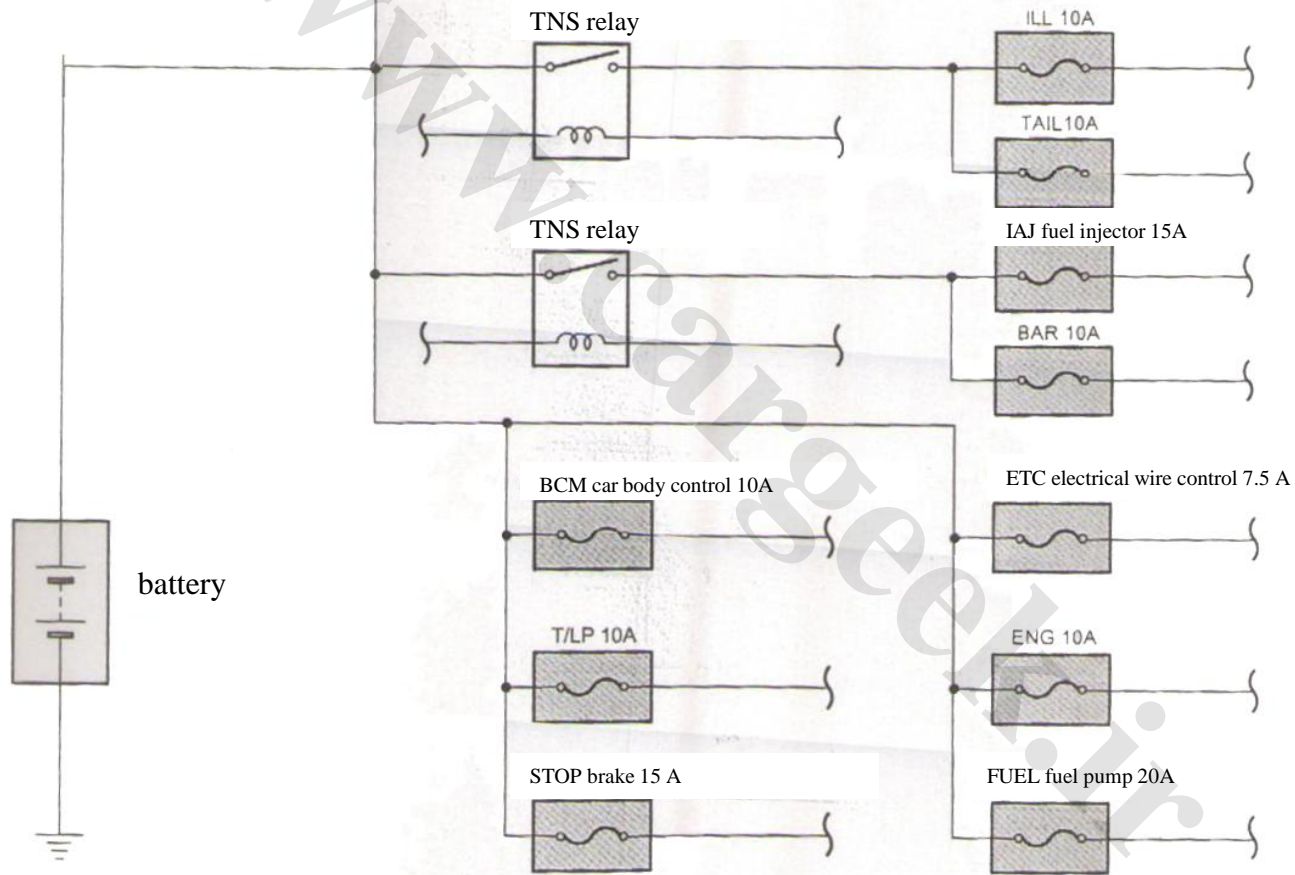 TNS relay
ILL 10A
TAIL10A
TNS relay
IAJ fuel injector 15A
BAR 10A
BCM car body control 10A
ETC electrical wire control 7.5 A
battery
T/LP 10A
ENG 10A
STOP brake 15 A
FUEL fuel pump 20A
www.cargeek.ir